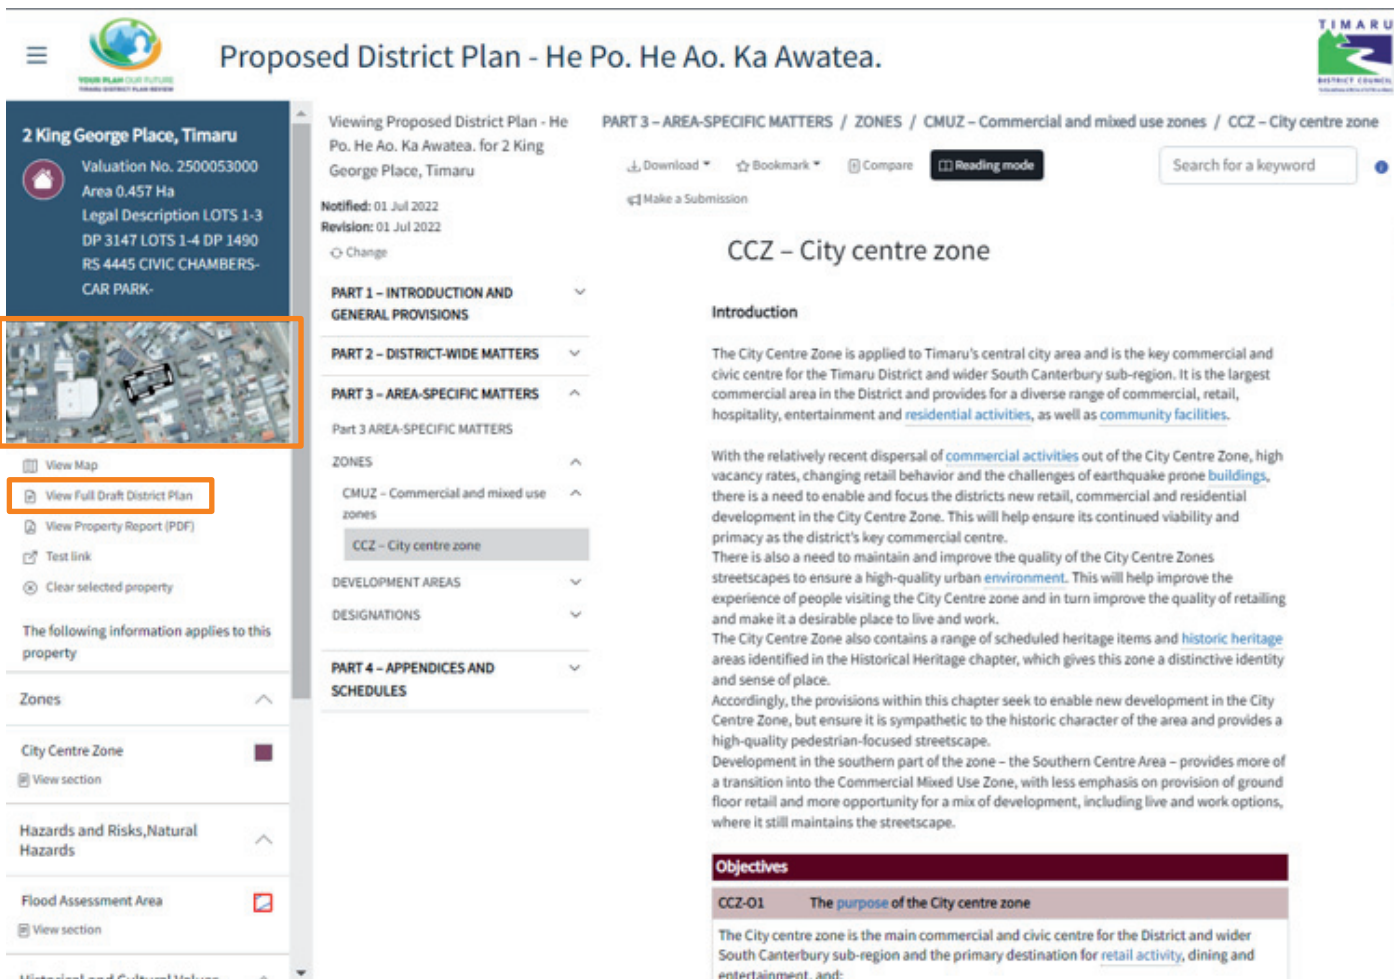 Proposed District Plan - He Po. He Ao. Ka Awatea.
YOUR PLAN OUR FUTURE
TIMARU DISTRICT PLAN REVIEW
TIMARU
DISTRICT COUNCIL
2 King George Place, Timaru
Valuation No. 2500053000
Area 0.457 Ha
Legal Description LOTS 1-3
DP 3147 LOTS 1-4 DP 1490
RS 4445 CIVIC CHAMBERS-
CAR PARK-
View Map
View Full Draft District Plan
View Property Report (PDF)
Test link
Clear selected property
The following information applies to this
property
Zones
City Centre Zone
View section
Hazards and Risks,Natural
Hazards
Flood Assessment Area
View section
Historical and Cultural Values
Viewing Proposed District Plan - He
Po. He Ao. Ka Awatea. for 2 King
George Place, Timaru
Notified: 01 Jul 2022
Revision: 01 Jul 2022
Change
PART 1 – INTRODUCTION AND
GENERAL PROVISIONS
PART 2 – DISTRICT-WIDE MATTERS
PART 3 – AREA-SPECIFIC MATTERS
Part 3 AREA-SPECIFIC MATTERS
ZONES
CMUZ – Commercial and mixed use
zones
CCZ – City centre zone
DEVELOPMENT AREAS
DESIGNATIONS
PART 4 – APPENDICES AND
SCHEDULES
PART 3 – AREA-SPECIFIC MATTERS / ZONES / CMUZ – Commercial and mixed use zones / CCZ – City centre zone
Download Bookmark Compare Reading mode
Search for a keyword
Make a Submission
CCZ – City centre zone
Introduction
The City Centre Zone is applied to Timaru's central city area and is the key commercial and
civic centre for the Timaru District and wider South Canterbury sub-region. It is the largest
commercial area in the District and provides for a diverse range of commercial, retail,
hospitality, entertainment and residential activities, as well as community facilities.
With the relatively recent dispersal of commercial activities out of the City Centre Zone, high
vacancy rates, changing retail behavior and the challenges of earthquake prone buildings,
there is a need to enable and focus the districts new retail, commercial and residential
development in the City Centre Zone. This will help ensure its continued viability and
primacy as the district's key commercial centre.
There is also a need to maintain and improve the quality of the City Centre Zones
streetscapes to ensure a high-quality urban environment. This will help improve the
experience of people visiting the City Centre zone and in turn improve the quality of retailing
and make it a desirable place to live and work.
The City Centre Zone also contains a range of scheduled heritage items and historic heritage
areas identified in the Historical Heritage chapter, which gives this zone a distinctive identity
and sense of place.
Accordingly, the provisions within this chapter seek to enable new development in the City
Centre Zone, but ensure it is sympathetic to the historic character of the area and provides a
high-quality pedestrian-focused streetscape.
Development in the southern part of the zone – the Southern Centre Area – provides more of
a transition into the Commercial Mixed Use Zone, with less emphasis on provision of ground
floor retail and more opportunity for a mix of development, including live and work options,
where it still maintains the streetscape.
Objectives
CCZ-O1 The purpose of the City centre zone
The City centre zone is the main commercial and civic centre for the District and wider
South Canterbury sub-region and the primary destination for retail activity, dining and
entertainment, and: